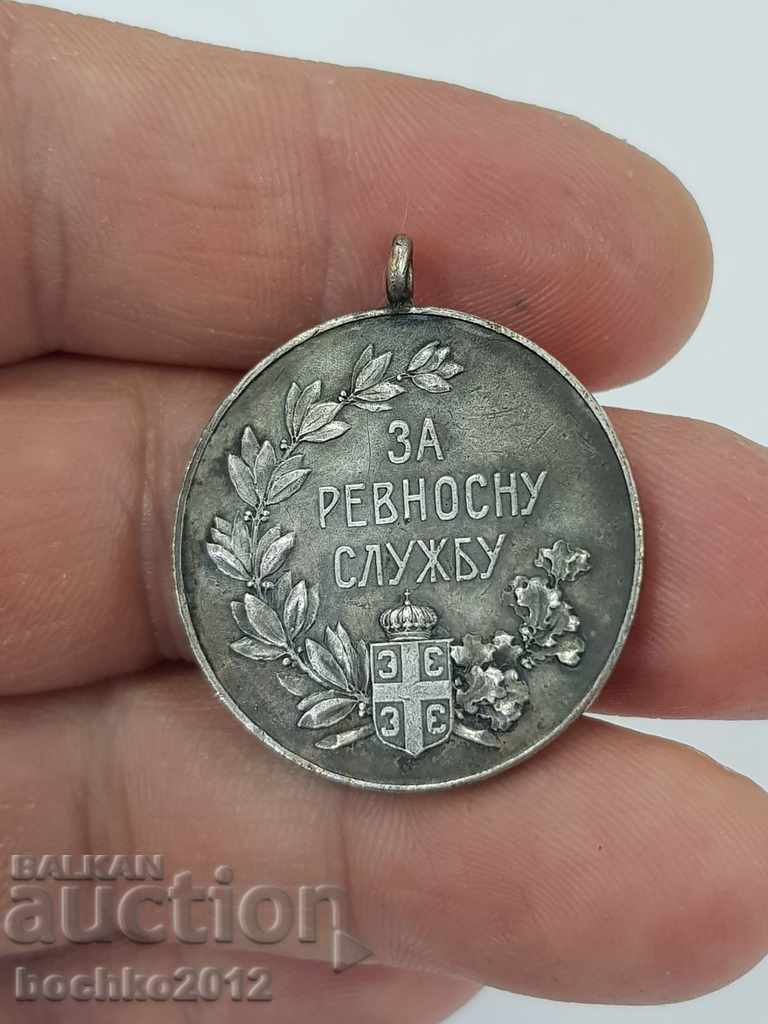 ЗА
РЕВНОСНУ
СЛУЖБУ
BALKAN
auction
bochko2012